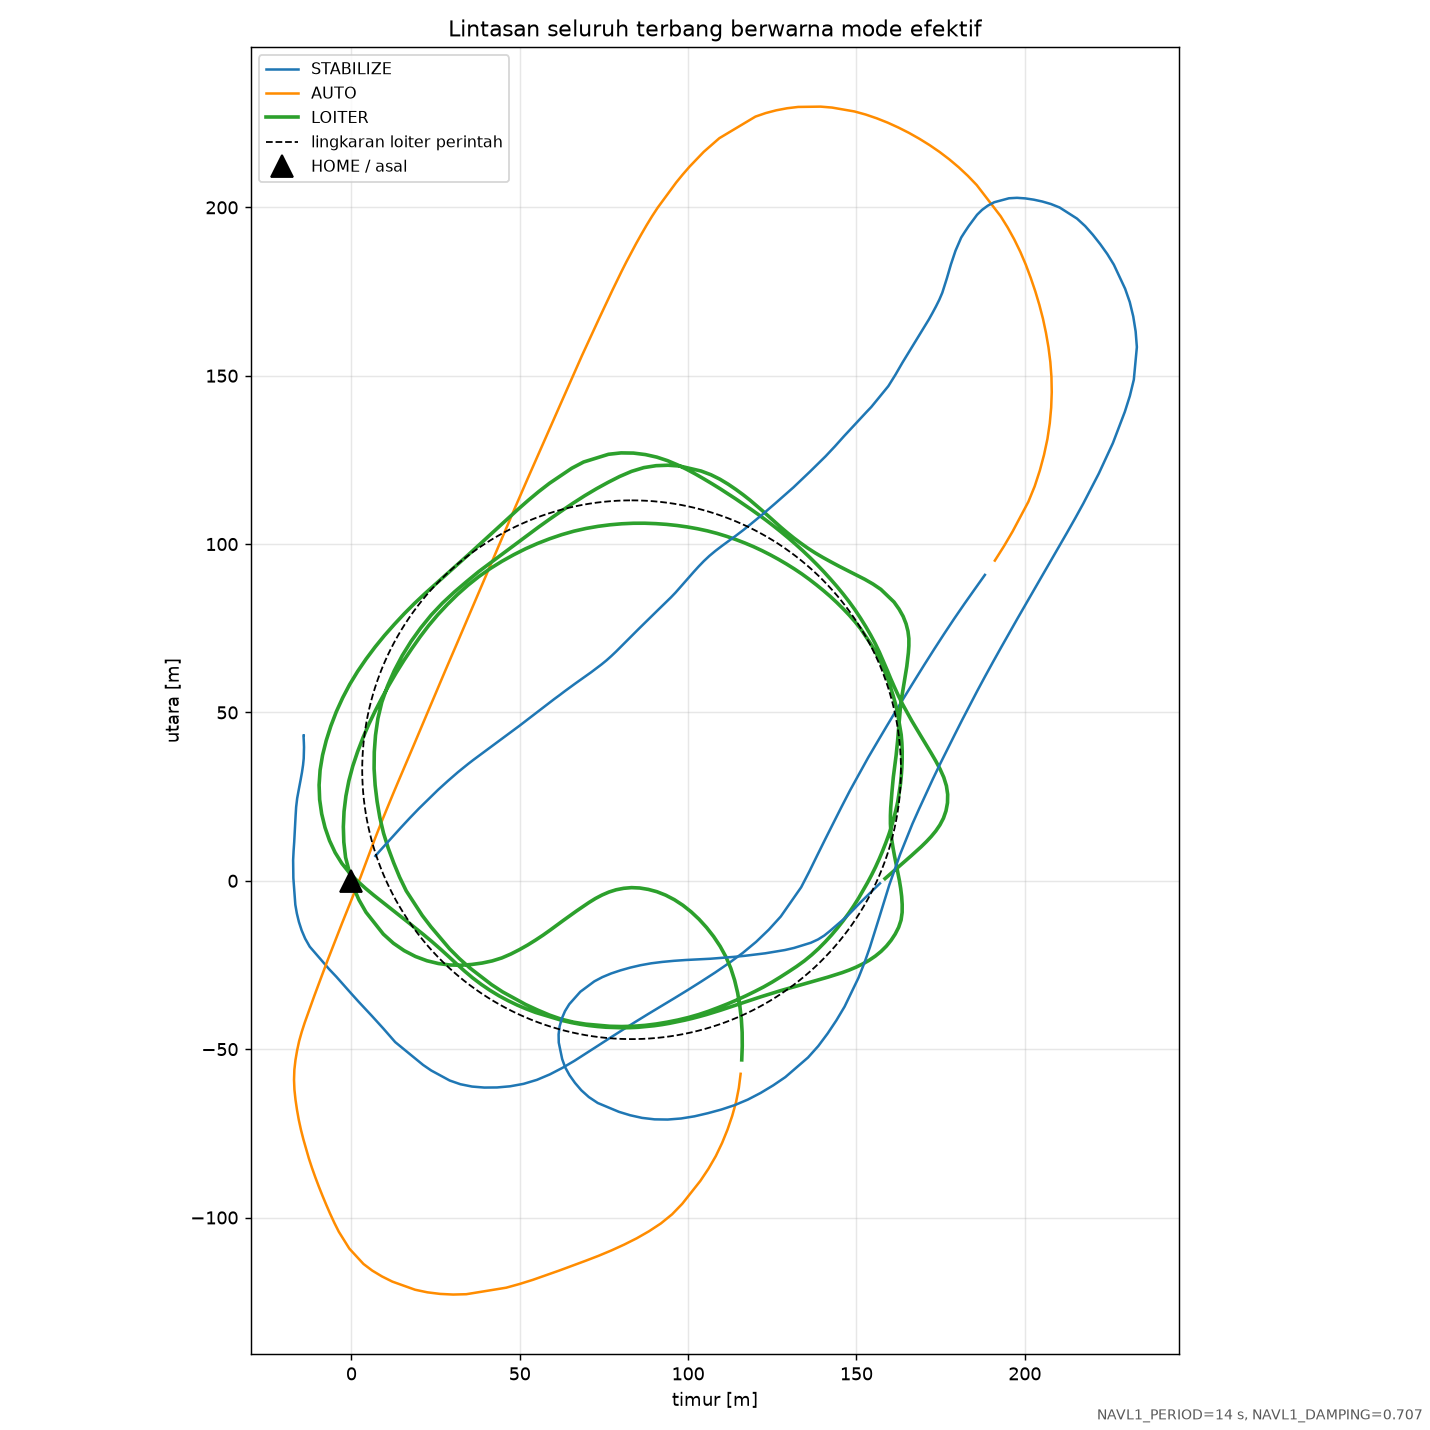 Lintasan seluruh terbang berwarna mode efektif
STABILIZE
AUTO
LOITER
lingkaran loiter perintah
HOME / asal
200
150
100
50
0
−50
−100
utara [m]
0
50
100
150
200
timur [m]
NAVL1_PERIOD=14 s, NAVL1_DAMPING=0.707